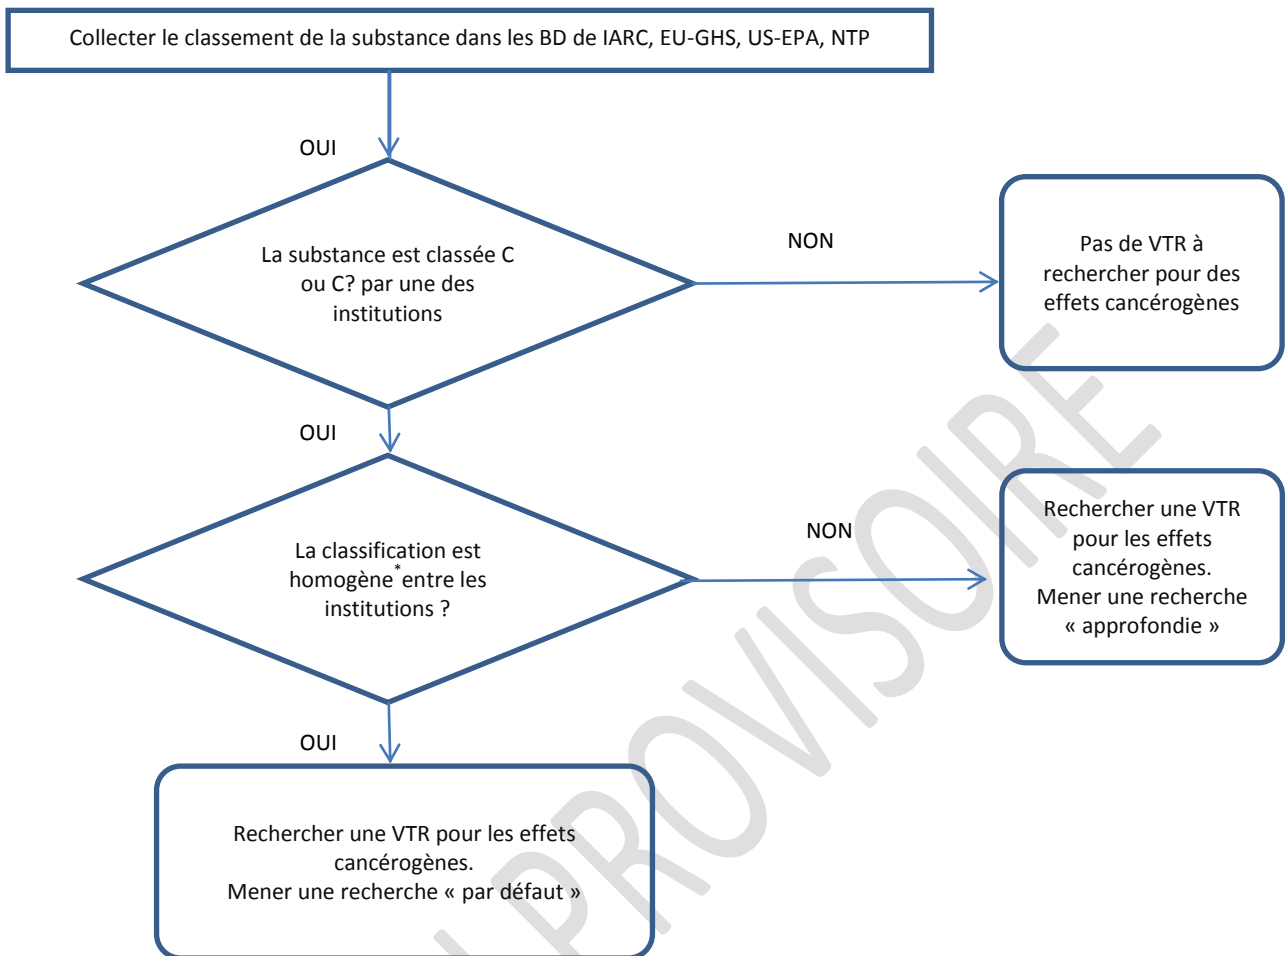 Collecter le classement de la substance dans les BD de IARC, EU-GHS, US-EPA, NTP
OUI
La substance est classée C
ou C? par une des
institutions
NON
Pas de VTR à
rechercher pour des
effets cancérogènes
OUI
La classification est
homogène* entre les
institutions ?
NON
Rechercher une VTR
pour les effets
cancérogènes.
Mener une recherche
« approfondie »
OUI
Rechercher une VTR pour les effets
cancérogènes.
Mener une recherche « par défaut »
PROVISOIRE